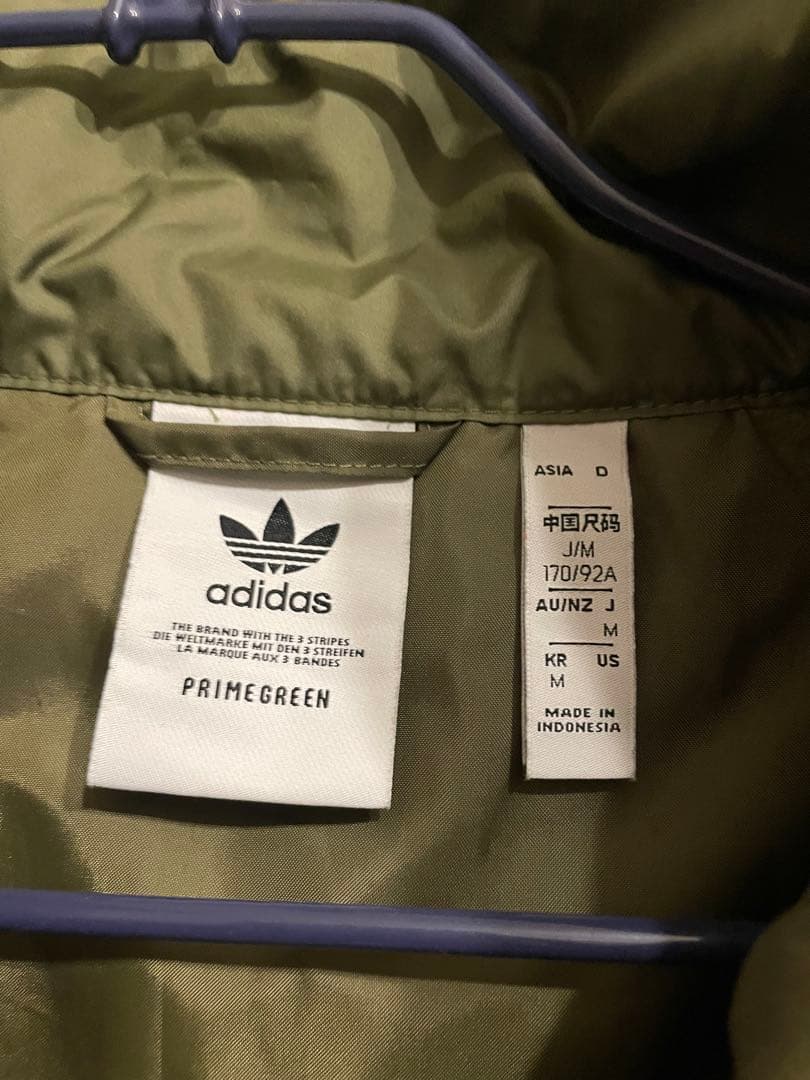 adidas
THE BRAND WITH THE 3 STRIPES
DIE WELTMARKE MIT DEN 3 STREIFEN
LA MARQUE AUX 3 BANDES
PRIMEGREEN
ASIA D
中国尺码
J/M
170/92A
AU/NZ J
M
KR US
M
MADE IN
INDONESIA